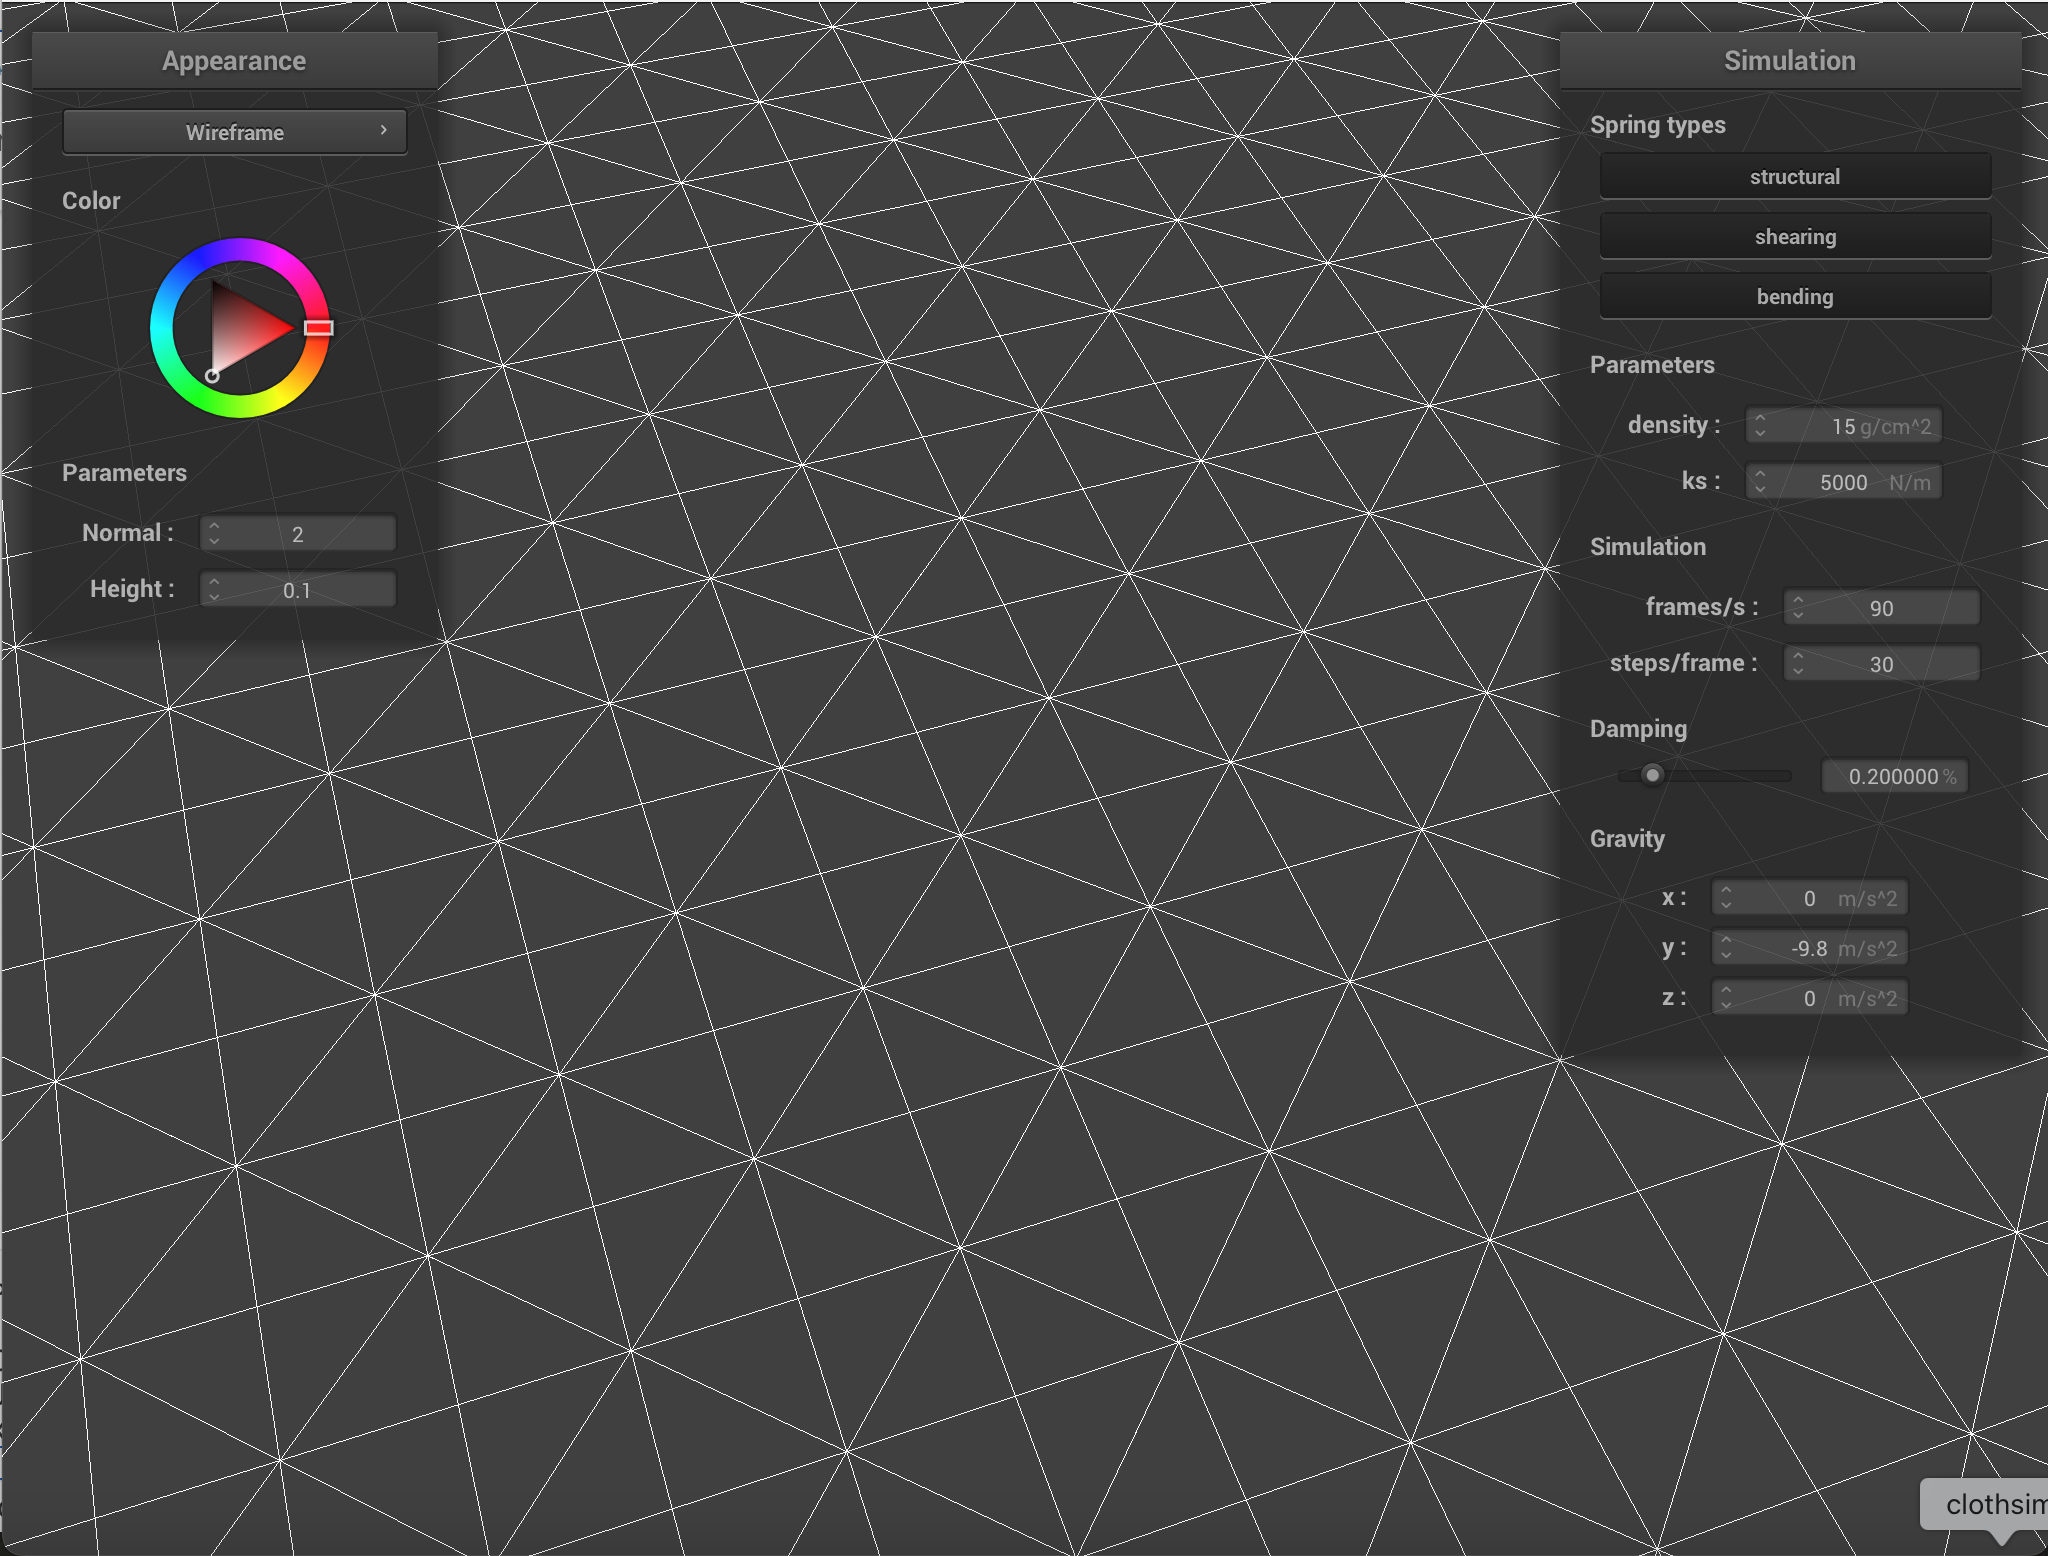 Appearance
Wireframe
Color
Parameters
Normal : 2
Height : 0.1
Simulation
Spring types
structural
shearing
bending
Parameters
density : 15 g/cm^2
ks : 5000 N/m
Simulation
frames/s : 90
steps/frame : 30
Damping
0.200000 %
Gravity
x : 0 m/s^2
y : -9.8 m/s^2
z : 0 m/s^2
clothsim